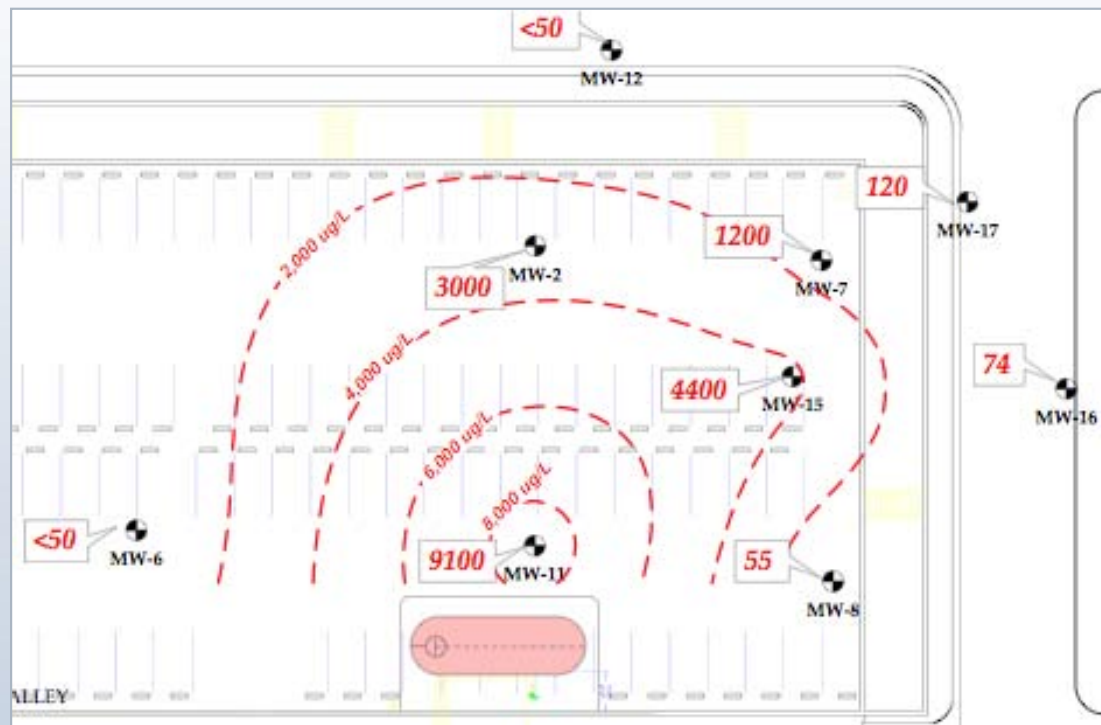 <50
MW-12
120
MW-17
2,000 ug/L
1200
MW-7
MW-2
3000
4,000 ug/L
4400
MW-15
74
MW-16
6,000 ug/L
8,000 ug/L
<50
MW-6
9100
MW-11
55
MW-8
ALLEY